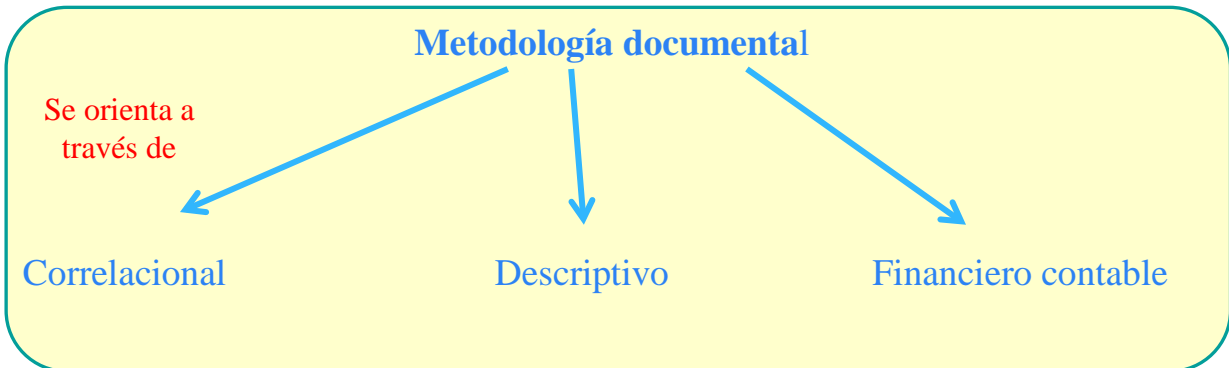 Metodología documental
Se orienta a
través de
Correlacional
Descriptivo
Financiero contable